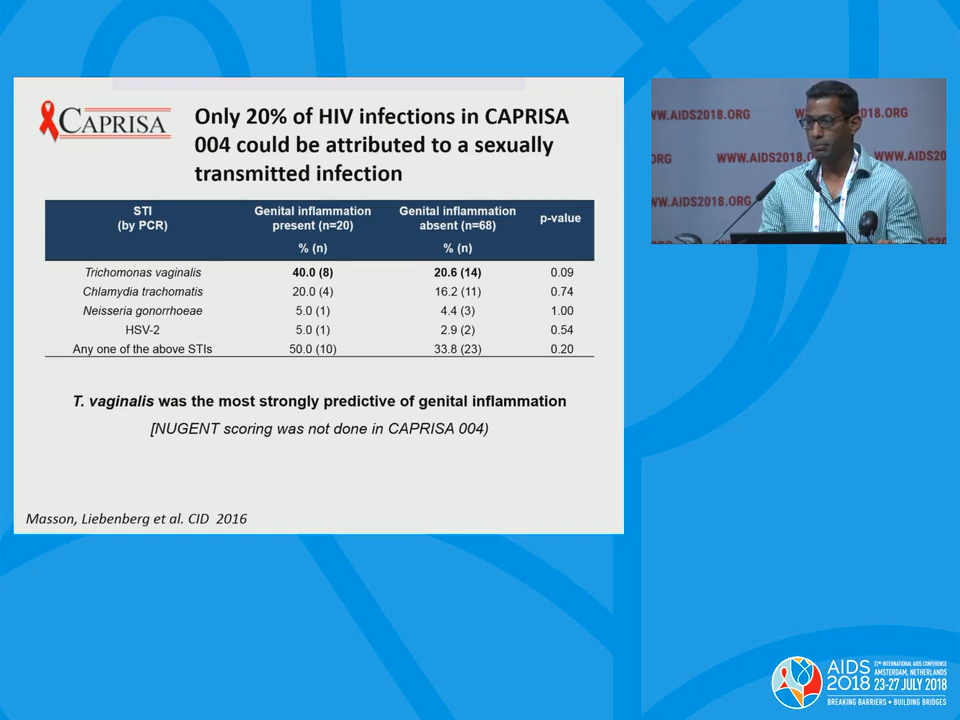 CAPRISA
Only 20% of HIV infections in CAPRISA
004 could be attributed to a sexually
transmitted infection
STI
(by PCR)
Genital inflammation
present (n=20)
% (n)
Genital inflammation
absent (n=68)
% (n)
p-value
Trichomonas vaginalis 40.0 (8) 20.6 (14) 0.09
Chlamydia trachomatis 20.0 (4) 16.2 (11) 0.74
Neisseria gonorrhoeae 5.0 (1) 4.4 (3) 1.00
HSV-2 5.0 (1) 2.9 (2) 0.54
Any one of the above STIs 50.0 (10) 33.8 (23) 0.20
T. vaginalis was the most strongly predictive of genital inflammation
[NUGENT scoring was not done in CAPRISA 004)
Masson, Liebenberg et al. CID 2016
WW.AIDS2018.ORG
018.ORG
ORG
WWW.AIDS2018.O
WWW.AIDS20
WW.AIDS2018.ORG
AIDS
2018
22ND INTERNATIONAL AIDS CONFERENCE
AMSTERDAM, NETHERLANDS
23-27 JULY 2018
BREAKING BARRIERS • BUILDING BRIDGES